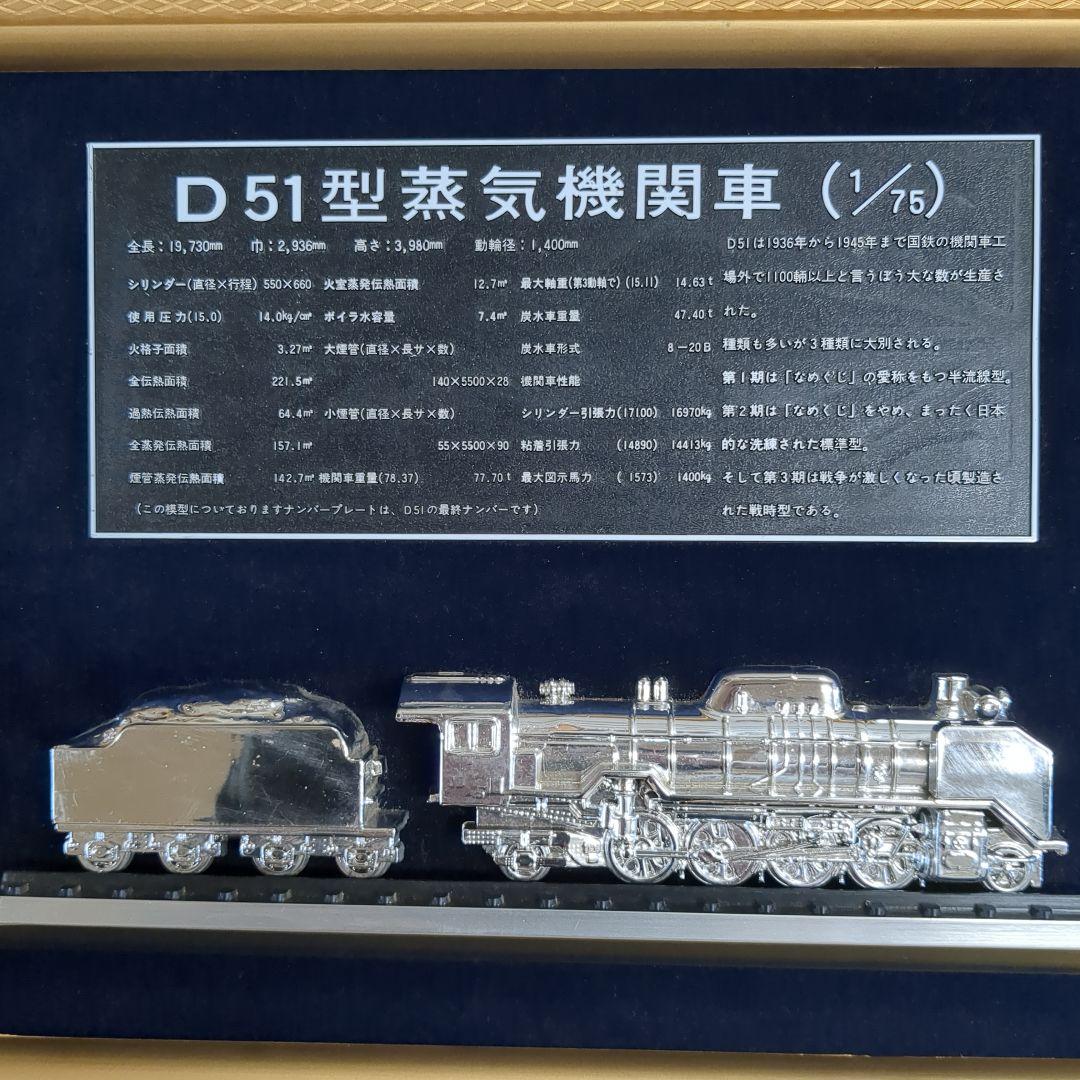 D51型蒸気機関車 (1/75)
全長:19,730mm 巾:2,936mm 高さ:3,980mm 動輪径:1,400mm
シリンダー(直径×行程) 550×660 火室蒸発伝熱面積 12.7㎡ 最大軸重(第3動軸で)(15.11) 14.63t
使用圧力(15.0) 14.0kg/c㎡ ボイラ水容量 7.4㎥ 炭水車重量 47.40t
火格子面積 3.27㎡ 大煙管(直径×長サ×数) 炭水車形式 8-20B
全伝熱面積 221.5㎡ 140×5500×28 機関車性能
過熱伝熱面積 64.4㎡ 小煙管(直径×長サ×数) シリンダー引張力(17100) 16970kg
全蒸発伝熱面積 157.1㎡ 55×5500×90 粘着引張力 (14890) 14413kg
煙管蒸発伝熱面積 142.7㎡ 機関車重量(78.37) 77.70t 最大図示馬力 (1573) 1400kg
(この模型についておりますナンバープレートは、D51の最終ナンバーです)
D51は1936年から1945年まで国鉄の機関車工
場外で1100輌以上と言うぼう大な数が生産さ
れた。
種類も多いが3種類に大別される。
第1期は「なめくじ」の愛称をもつ半流線型。
第2期は「なめくじ」をやめ、まったく日本
的な洗練された標準型。
そして第3期は戦争が激しくなった頃製造さ
れた戦時型である。